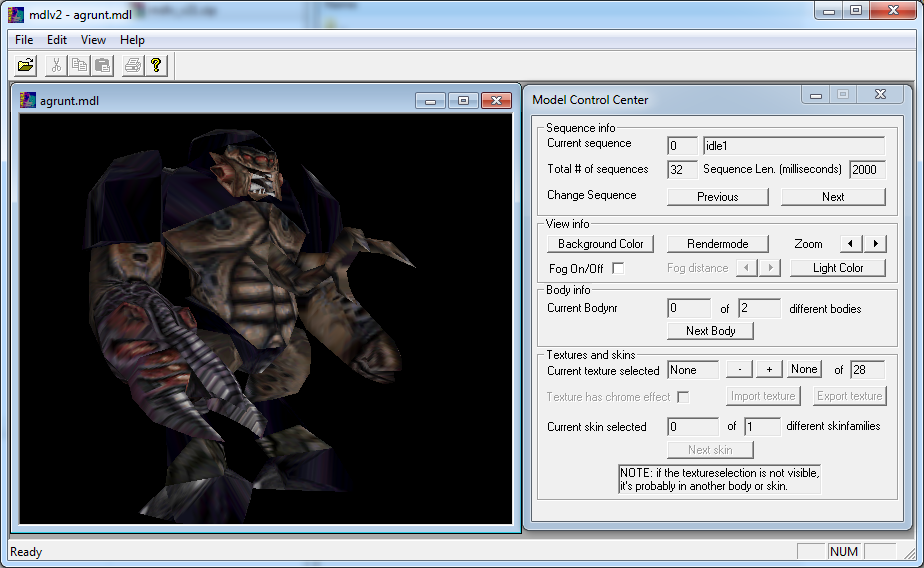 mdlv2 - agrunt.mdl
File Edit View Help
agrunt.mdl
Model Control Center
Sequence info
Current sequence 0 idle1
Total # of sequences 32 Sequence Len. (milliseconds) 2000
Change Sequence Previous Next
View info
Background Color Rendermode Zoom
Fog On/Off Fog distance Light Color
Body info
Current Bodynr 0 of 2 different bodies
Next Body
Textures and skins
Current texture selected None - + None of 28
Texture has chrome effect Import texture Export texture
Current skin selected 0 of 1 different skinfamilies
Next skin
NOTE: if the textureselection is not visible,
it's probably in another body or skin.
Ready NUM